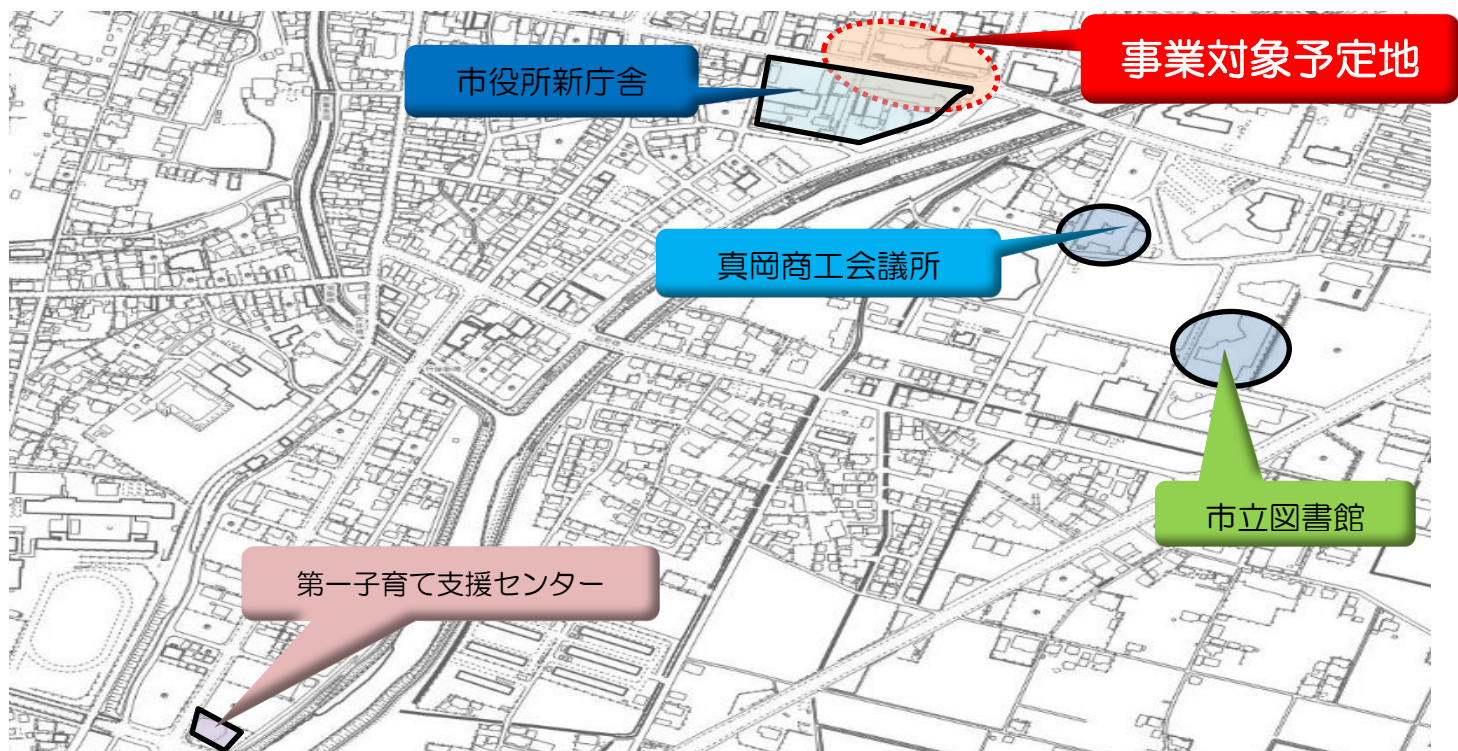 事業対象予定地
市役所新庁舎
真岡商工会議所
市立図書館
第一子育て支援センター